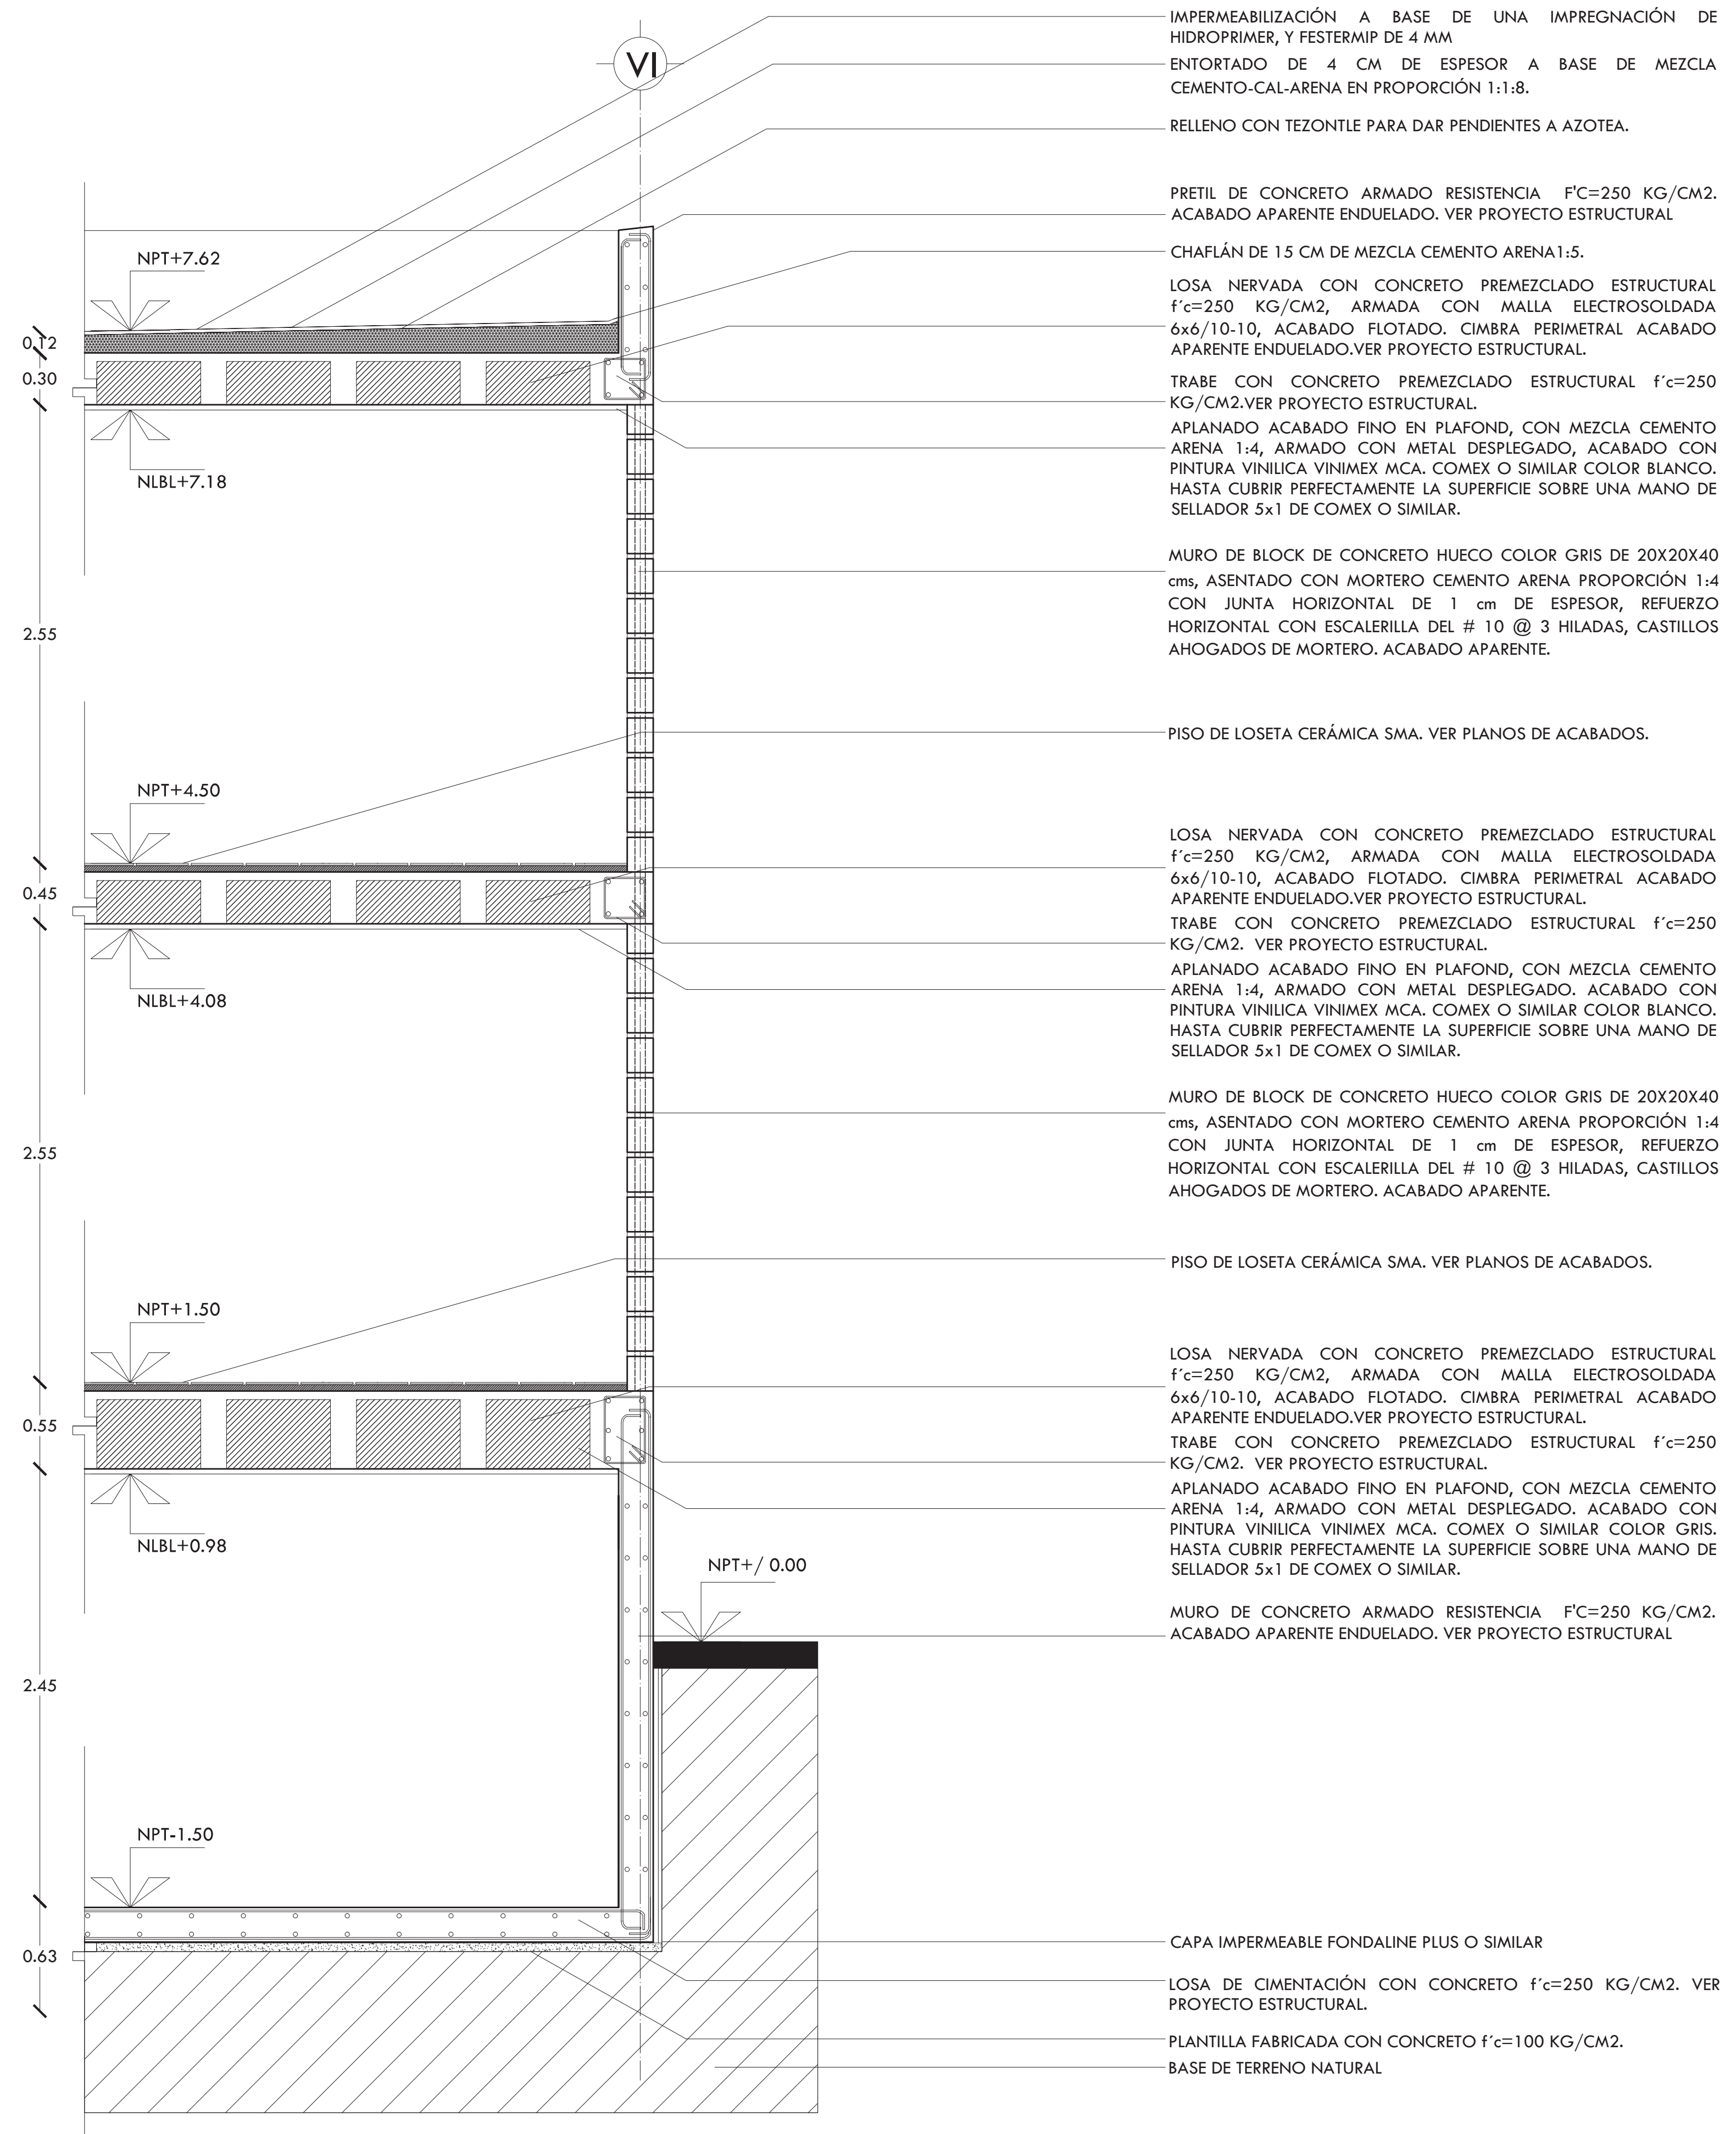 IMPERMEABILIZACIÓN A BASE DE UNA IMPREGNACIÓN DE
HIDROPRIMER, Y FESTERMIP DE 4 MM
VI
ENTORTADO DE 4 CM DE ESPESOR A BASE DE MEZCLA
CEMENTO-CAL-ARENA EN PROPORCIÓN 1:1:8.
RELLENO CON TEZONTLE PARA DAR PENDIENTES A AZOTEA.
PRETIL DE CONCRETO ARMADO RESISTENCIA F'C=250 KG/CM2.
ACABADO APARENTE ENDUELADO. VER PROYECTO ESTRUCTURAL
CHAFLÁN DE 15 CM DE MEZCLA CEMENTO ARENA1:5.
NPT+7.62
LOSA NERVADA CON CONCRETO PREMEZCLADO ESTRUCTURAL
f´c=250 KG/CM2, ARMADA CON MALLA ELECTROSOLDADA
6x6/10-10, ACABADO FLOTADO. CIMBRA PERIMETRAL ACABADO
APARENTE ENDUELADO.VER PROYECTO ESTRUCTURAL.
0.12
0.30
TRABE CON CONCRETO PREMEZCLADO ESTRUCTURAL f´c=250
KG/CM2.VER PROYECTO ESTRUCTURAL.
APLANADO ACABADO FINO EN PLAFOND, CON MEZCLA CEMENTO
ARENA 1:4, ARMADO CON METAL DESPLEGADO, ACABADO CON
PINTURA VINILICA VINIMEX MCA. COMEX O SIMILAR COLOR BLANCO.
HASTA CUBRIR PERFECTAMENTE LA SUPERFICIE SOBRE UNA MANO DE
SELLADOR 5x1 DE COMEX O SIMILAR.
NLBL+7.18
MURO DE BLOCK DE CONCRETO HUECO COLOR GRIS DE 20X20X40
cms, ASENTADO CON MORTERO CEMENTO ARENA PROPORCIÓN 1:4
CON JUNTA HORIZONTAL DE 1 cm DE ESPESOR, REFUERZO
HORIZONTAL CON ESCALERILLA DEL # 10 @ 3 HILADAS, CASTILLOS
AHOGADOS DE MORTERO. ACABADO APARENTE.
2.55
PISO DE LOSETA CERÁMICA SMA. VER PLANOS DE ACABADOS.
NPT+4.50
LOSA NERVADA CON CONCRETO PREMEZCLADO ESTRUCTURAL
f´c=250 KG/CM2, ARMADA CON MALLA ELECTROSOLDADA
6x6/10-10, ACABADO FLOTADO. CIMBRA PERIMETRAL ACABADO
APARENTE ENDUELADO.VER PROYECTO ESTRUCTURAL.
0.45
TRABE CON CONCRETO PREMEZCLADO ESTRUCTURAL f´c=250
KG/CM2. VER PROYECTO ESTRUCTURAL.
APLANADO ACABADO FINO EN PLAFOND, CON MEZCLA CEMENTO
ARENA 1:4, ARMADO CON METAL DESPLEGADO. ACABADO CON
PINTURA VINILICA VINIMEX MCA. COMEX O SIMILAR COLOR BLANCO.
HASTA CUBRIR PERFECTAMENTE LA SUPERFICIE SOBRE UNA MANO DE
SELLADOR 5x1 DE COMEX O SIMILAR.
NLBL+4.08
MURO DE BLOCK DE CONCRETO HUECO COLOR GRIS DE 20X20X40
cms, ASENTADO CON MORTERO CEMENTO ARENA PROPORCIÓN 1:4
CON JUNTA HORIZONTAL DE 1 cm DE ESPESOR, REFUERZO
HORIZONTAL CON ESCALERILLA DEL # 10 @ 3 HILADAS, CASTILLOS
AHOGADOS DE MORTERO. ACABADO APARENTE.
2.55
PISO DE LOSETA CERÁMICA SMA. VER PLANOS DE ACABADOS.
NPT+1.50
LOSA NERVADA CON CONCRETO PREMEZCLADO ESTRUCTURAL
f´c=250 KG/CM2, ARMADA CON MALLA ELECTROSOLDADA
6x6/10-10, ACABADO FLOTADO. CIMBRA PERIMETRAL ACABADO
APARENTE ENDUELADO.VER PROYECTO ESTRUCTURAL.
0.55
TRABE CON CONCRETO PREMEZCLADO ESTRUCTURAL f´c=250
KG/CM2. VER PROYECTO ESTRUCTURAL.
APLANADO ACABADO FINO EN PLAFOND, CON MEZCLA CEMENTO
ARENA 1:4, ARMADO CON METAL DESPLEGADO. ACABADO CON
PINTURA VINILICA VINIMEX MCA. COMEX O SIMILAR COLOR GRIS.
HASTA CUBRIR PERFECTAMENTE LA SUPERFICIE SOBRE UNA MANO DE
SELLADOR 5x1 DE COMEX O SIMILAR.
NLBL+0.98
NPT+/ 0.00
MURO DE CONCRETO ARMADO RESISTENCIA F'C=250 KG/CM2.
ACABADO APARENTE ENDUELADO. VER PROYECTO ESTRUCTURAL
2.45
NPT-1.50
CAPA IMPERMEABLE FONDALINE PLUS O SIMILAR
0.63
LOSA DE CIMENTACIÓN CON CONCRETO f´c=250 KG/CM2. VER
PROYECTO ESTRUCTURAL.
PLANTILLA FABRICADA CON CONCRETO f´c=100 KG/CM2.
BASE DE TERRENO NATURAL